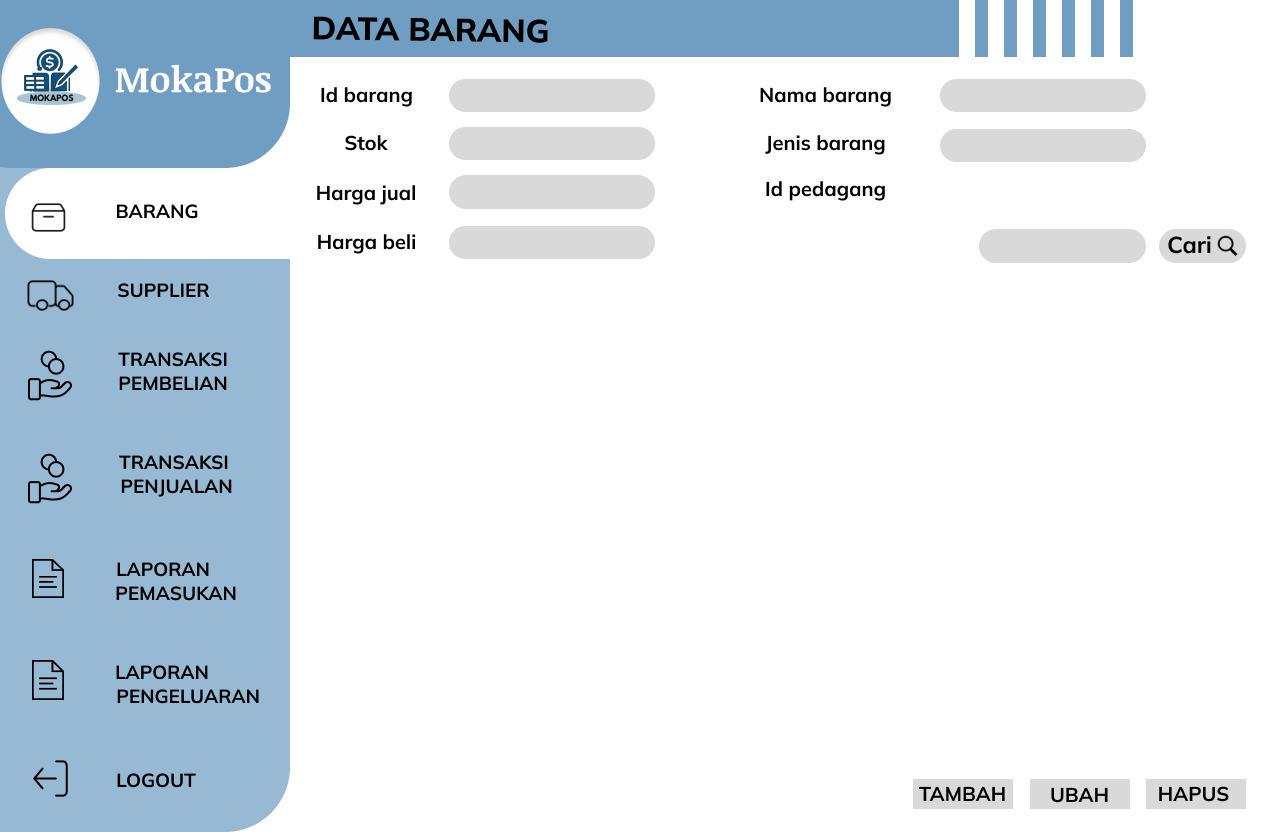 MOKAPOS
MokaPos
BARANG
SUPPLIER
TRANSAKSI
PEMBELIAN
TRANSAKSI
PENJUALAN
LAPORAN
PEMASUKAN
LAPORAN
PENGELUARAN
LOGOUT
DATA BARANG
Id barang
Stok
Harga jual
Harga beli
Nama barang
Jenis barang
Id pedagang
Cari
TAMBAH
UBAH
HAPUS